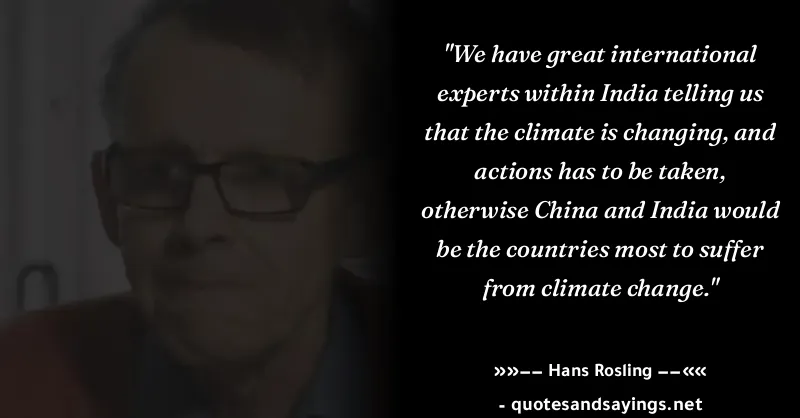 "We have great international
experts within India telling us
that the climate is changing, and
actions has to be taken,
otherwise China and India would
be the countries most to suffer
from climate change."
»»−− Hans Rosling −−««
- quotesandsayings.net